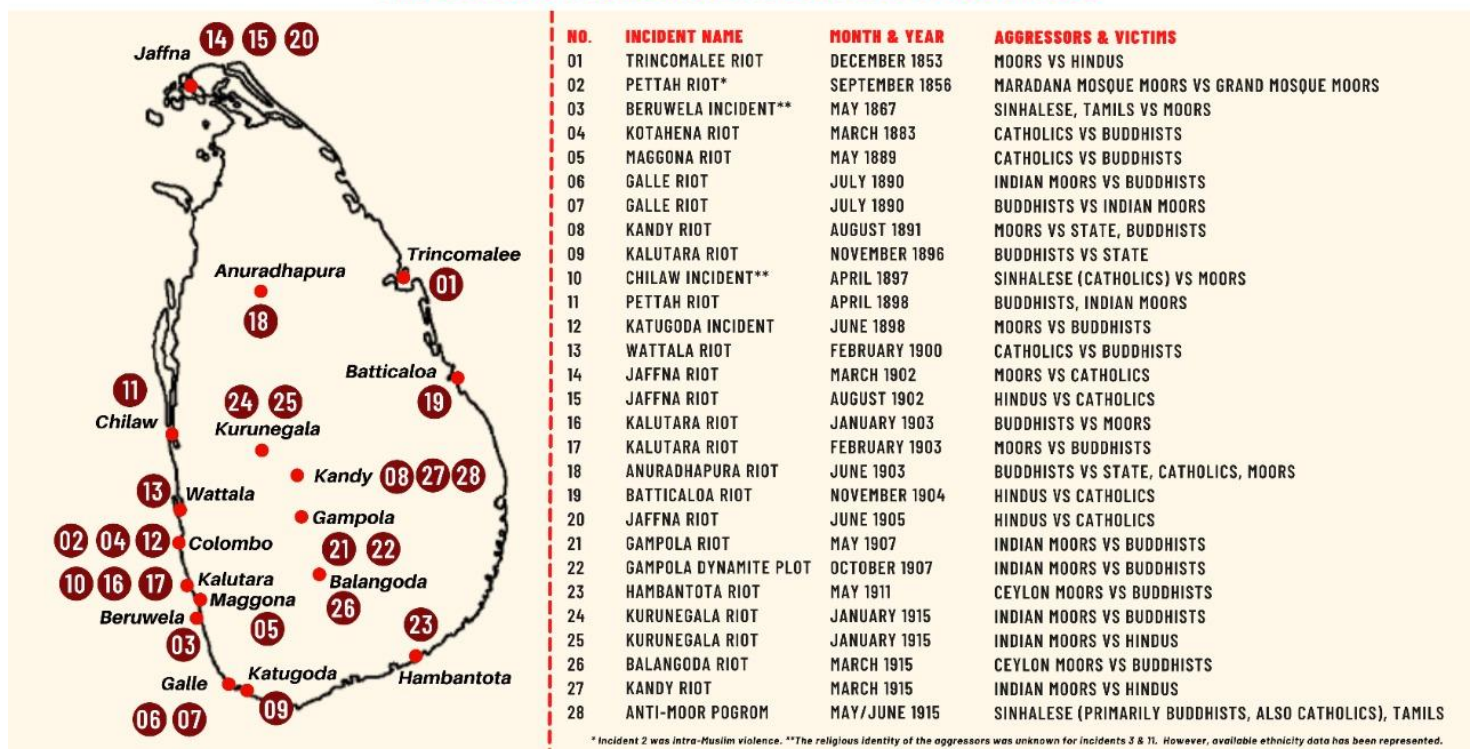 14 15 20
Jaffna
Trincomalee
01
Anuradhapura
18
Batticaloa
19
11
Chilaw
24 25
Kurunegala
Kandy 08 27 28
13 Wattala
Gampola
21 22
02 04 12 Colombo
Balangoda
26
10 16 17 Kalutara
Maggona
05
Beruwela
03
23
Hambantota
Galle
06 07
Katugoda
09
NO. INCIDENT NAME MONTH & YEAR AGGRESSORS & VICTIMS
01 TRINCOMALEE RIOT DECEMBER 1853 MOORS VS HINDUS
02 PETTAH RIOT* SEPTEMBER 1856 MARADANA MOSQUE MOORS VS GRAND MOSQUE MOORS
03 BERUWELA INCIDENT** MAY 1867 SINHALESE, TAMILS VS MOORS
04 KOTAHENA RIOT MARCH 1883 CATHOLICS VS BUDDHISTS
05 MAGGONA RIOT MAY 1889 CATHOLICS VS BUDDHISTS
06 GALLE RIOT JULY 1890 INDIAN MOORS VS BUDDHISTS
07 GALLE RIOT JULY 1890 BUDDHISTS VS INDIAN MOORS
08 KANDY RIOT AUGUST 1891 MOORS VS STATE, BUDDHISTS
09 KALUTARA RIOT NOVEMBER 1896 BUDDHISTS VS STATE
10 CHILAW INCIDENT** APRIL 1897 SINHALESE (CATHOLICS) VS MOORS
11 PETTAH RIOT APRIL 1898 BUDDHISTS, INDIAN MOORS
12 KATUGODA INCIDENT JUNE 1898 MOORS VS BUDDHISTS
13 WATTALA RIOT FEBRUARY 1900 CATHOLICS VS BUDDHISTS
14 JAFFNA RIOT MARCH 1902 MOORS VS CATHOLICS
15 JAFFNA RIOT AUGUST 1902 HINDUS VS CATHOLICS
16 KALUTARA RIOT JANUARY 1903 BUDDHISTS VS MOORS
17 KALUTARA RIOT FEBRUARY 1903 MOORS VS BUDDHISTS
18 ANURADHAPURA RIOT JUNE 1903 BUDDHISTS VS STATE, CATHOLICS, MOORS
19 BATTICALOA RIOT NOVEMBER 1904 HINDUS VS CATHOLICS
20 JAFFNA RIOT JUNE 1905 HINDUS VS CATHOLICS
21 GAMPOLA RIOT MAY 1907 INDIAN MOORS VS BUDDHISTS
22 GAMPOLA DYNAMITE PLOT OCTOBER 1907 INDIAN MOORS VS BUDDHISTS
23 HAMBANTOTA RIOT MAY 1911 CEYLON MOORS VS BUDDHISTS
24 KURUNEGALA RIOT JANUARY 1915 INDIAN MOORS VS BUDDHISTS
25 KURUNEGALA RIOT JANUARY 1915 INDIAN MOORS VS HINDUS
26 BALANGODA RIOT MARCH 1915 CEYLON MOORS VS BUDDHISTS
27 KANDY RIOT MARCH 1915 INDIAN MOORS VS HINDUS
28 ANTI-MOOR POGROM MAY/JUNE 1915 SINHALESE (PRIMARILY BUDDHISTS, ALSO CATHOLICS), TAMILS
* Incident 2 was intra-Muslim violence. **The religious identity of the aggressors was unknown for incidents 3 & 11. However, available ethnicity data has been represented.